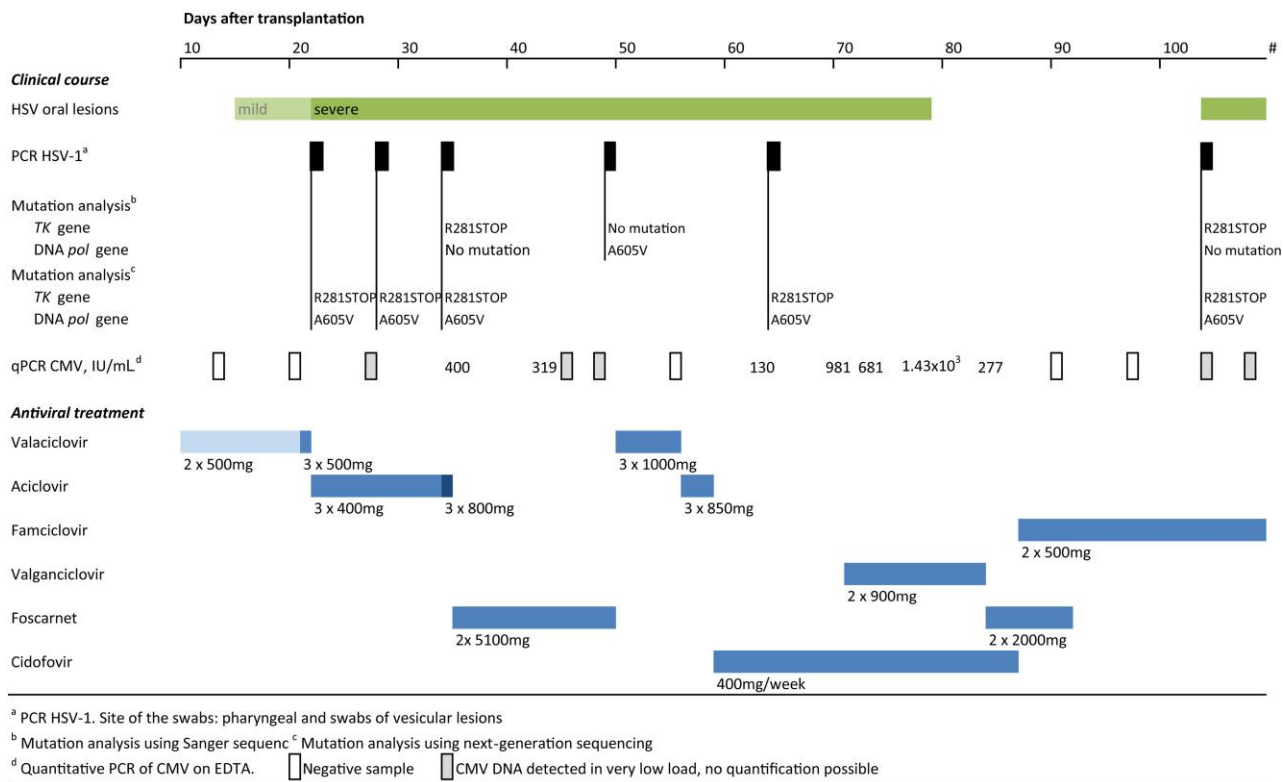 Days after transplantation
10 20 30 40 50 60 70 80 90 100 #
Clinical course
HSV oral lesions mild severe
PCR HSV-1ᵃ
Mutation analysisᵇ
TK gene R281STOP No mutation R281STOP
DNA pol gene No mutation A605V No mutation
Mutation analysisᶜ
TK gene R281STOP R281STOP R281STOP R281STOP R281STOP
DNA pol gene A605V A605V A605V A605V A605V
qPCR CMV, IU/mL ᵈ 400 319 130 981 681 1.43x10³ 277
Antiviral treatment
Valaciclovir
2 x 500mg 3 x 500mg 3 x 1000mg
Aciclovir
3 x 400mg 3 x 800mg 3 x 850mg
Famciclovir
2 x 500mg
Valganciclovir
2 x 900mg
Foscarnet
2x 5100mg 2 x 2000mg
Cidofovir
400mg/week
ᵃ PCR HSV-1. Site of the swabs: pharyngeal and swabs of vesicular lesions
ᵇ Mutation analysis using Sanger sequenc ᶜ Mutation analysis using next-generation sequencing
ᵈ Quantitative PCR of CMV on EDTA. Negative sample CMV DNA detected in very low load, no quantification possible